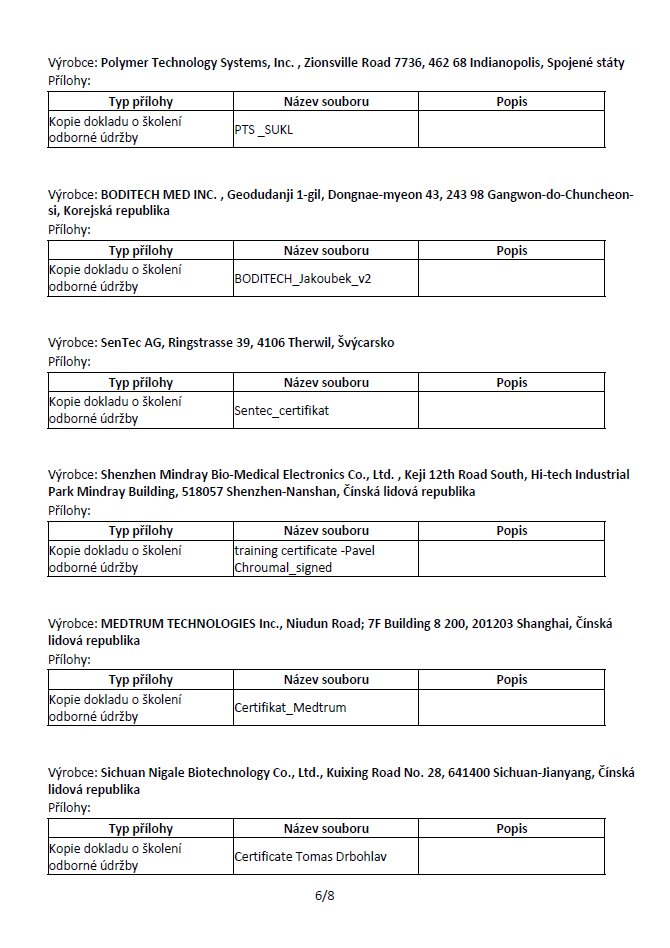 Výrobce: Polymer Technology Systems, Inc. , Zionsville Road 7736, 462 68 Indianopolis, Spojené státy
Přílohy:
Typ přílohy Název souboru Popis
Kopie dokladu o školení
odborné údržby PTS _SUKL
Výrobce: BODITECH MED INC. , Geodudanji 1-gil, Dongnae-myeon 43, 243 98 Gangwon-do-Chuncheon-
si, Korejská republika
Přílohy:
Typ přílohy Název souboru Popis
Kopie dokladu o školení
odborné údržby BODITECH_Jakoubek_v2
Výrobce: SenTec AG, Ringstrasse 39, 4106 Therwil, Švýcarsko
Přílohy:
Typ přílohy Název souboru Popis
Kopie dokladu o školení
odborné údržby Sentec_certifikat
Výrobce: Shenzhen Mindray Bio-Medical Electronics Co., Ltd. , Keji 12th Road South, Hi-tech Industrial
Park Mindray Building, 518057 Shenzhen-Nanshan, Čínská lidová republika
Přílohy:
Typ přílohy Název souboru Popis
Kopie dokladu o školení training certificate -Pavel
odborné údržby Chroumal_signed
Výrobce: MEDTRUM TECHNOLOGIES Inc., Niudun Road; 7F Building 8 200, 201203 Shanghai, Čínská
lidová republika
Přílohy:
Typ přílohy Název souboru Popis
Kopie dokladu o školení
odborné údržby Certifikat_Medtrum
Výrobce: Sichuan Nigale Biotechnology Co., Ltd., Kuixing Road No. 28, 641400 Sichuan-Jianyang, Čínská
lidová republika
Přílohy:
Typ přílohy Název souboru Popis
Kopie dokladu o školení
odborné údržby Certificate Tomas Drbohlav
6/8